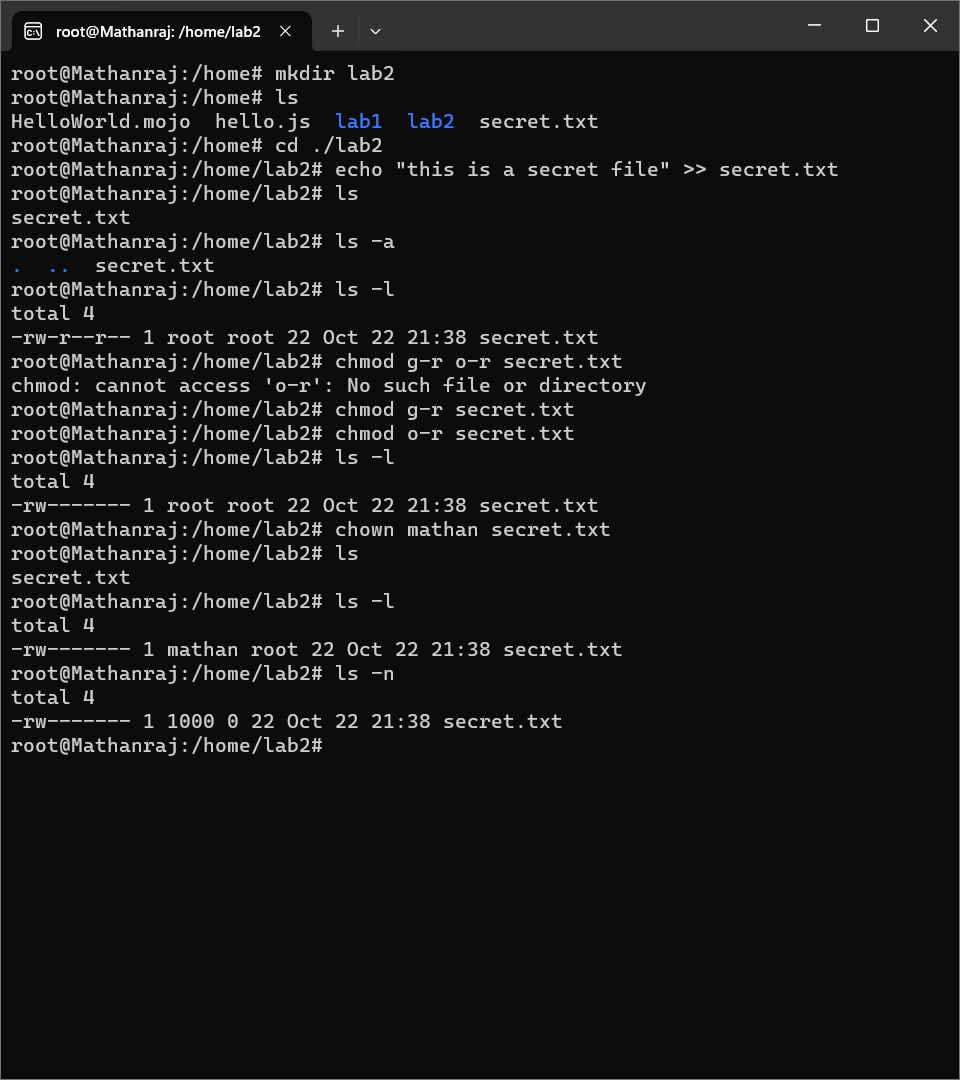 root@Mathanraj: /home/lab2
root@Mathanraj:/home# mkdir lab2
root@Mathanraj:/home# ls
HelloWorld.mojo  hello.js  lab1  lab2  secret.txt
root@Mathanraj:/home# cd ./lab2
root@Mathanraj:/home/lab2# echo "this is a secret file" >> secret.txt
root@Mathanraj:/home/lab2# ls
secret.txt
root@Mathanraj:/home/lab2# ls -a
.  ..  secret.txt
root@Mathanraj:/home/lab2# ls -l
total 4
-rw-r--r-- 1 root root 22 Oct 22 21:38 secret.txt
root@Mathanraj:/home/lab2# chmod g-r o-r secret.txt
chmod: cannot access 'o-r': No such file or directory
root@Mathanraj:/home/lab2# chmod g-r secret.txt
root@Mathanraj:/home/lab2# chmod o-r secret.txt
root@Mathanraj:/home/lab2# ls -l
total 4
-rw------- 1 root root 22 Oct 22 21:38 secret.txt
root@Mathanraj:/home/lab2# chown mathan secret.txt
root@Mathanraj:/home/lab2# ls
secret.txt
root@Mathanraj:/home/lab2# ls -l
total 4
-rw------- 1 mathan root 22 Oct 22 21:38 secret.txt
root@Mathanraj:/home/lab2# ls -n
total 4
-rw------- 1 1000 0 22 Oct 22 21:38 secret.txt
root@Mathanraj:/home/lab2#